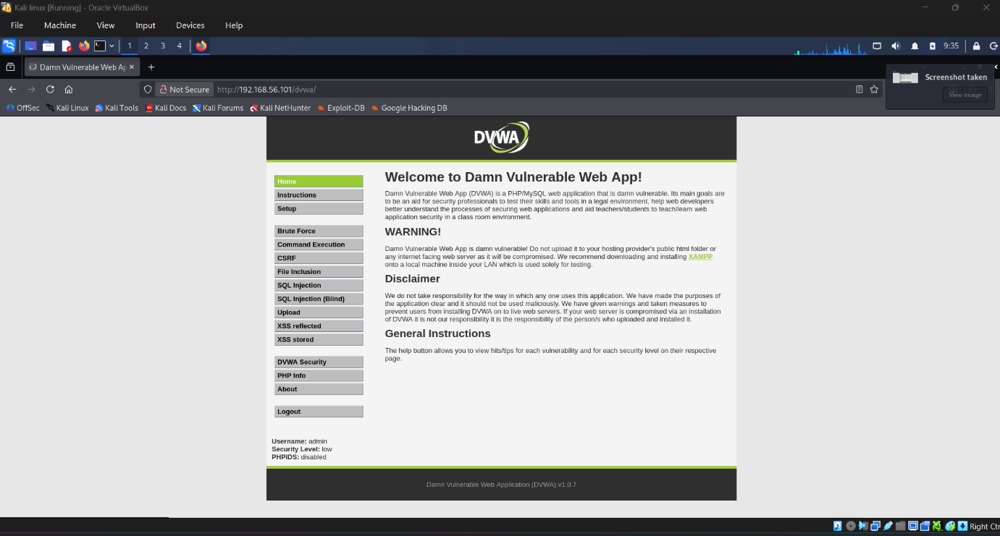 Kali linux [Running] - Oracle VirtualBox
File Machine View Input Devices Help
1 2 3 4 9:35
Damn Vulnerable Web Ap
Screenshot taken
Not Secure http://192.168.56.101/dvwa/
View image
OffSec Kali Linux Kali Tools Kali Docs Kali Forums Kali NetHunter Exploit-DB Google Hacking DB
DVWA
Home
Instructions
Setup
Brute Force
Command Execution
CSRF
File Inclusion
SQL Injection
SQL Injection (Blind)
Upload
XSS reflected
XSS stored
DVWA Security
PHP Info
About
Logout
Username: admin
Security Level: low
PHPIDS: disabled
Welcome to Damn Vulnerable Web App!
Damn Vulnerable Web App (DVWA) is a PHP/MySQL web application that is damn vulnerable. Its main goals are
to be an aid for security professionals to test their skills and tools in a legal environment, help web developers
better understand the processes of securing web applications and aid teachers/students to teach/learn web
application security in a class room environment.
WARNING!
Damn Vulnerable Web App is damn vulnerable! Do not upload it to your hosting provider's public html folder or
any internet facing web server as it will be compromised. We recommend downloading and installing XAMPP
onto a local machine inside your LAN which is used solely for testing.
Disclaimer
We do not take responsibility for the way in which any one uses this application. We have made the purposes of
the application clear and it should not be used maliciously. We have given warnings and taken measures to
prevent users from installing DVWA on to live web servers. If your web server is compromised via an installation
of DVWA it is not our responsibility it is the responsibility of the person/s who uploaded and installed it.
General Instructions
The help button allows you to view hits/tips for each vulnerability and for each security level on their respective
page.
Damn Vulnerable Web Application (DVWA) v1.0.7
Right Ctr